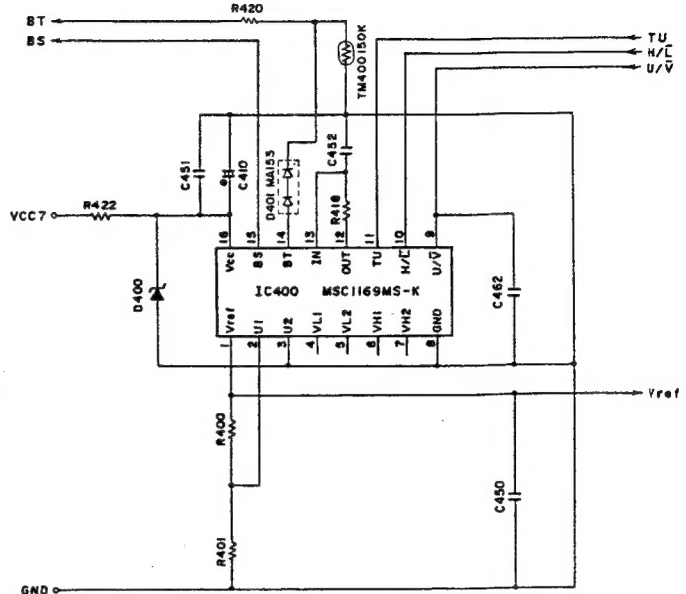 R420
BT
BS
TU
H/L̅
U/V̅
TM400 150K
C451
C410
D401 MA153
C452
R418
VCC7
R422
16 15 14 13 12 11 10 9
Vcc BS BT IN OUT TU H/L̅ U/V̅
D400
IC400 MSC1169MS-K
C462
Vref U1 U2 VL1 VL2 VH1 VH2 GND
1 2 3 4 5 6 7 8
Vref
R400
C450
R401
GND